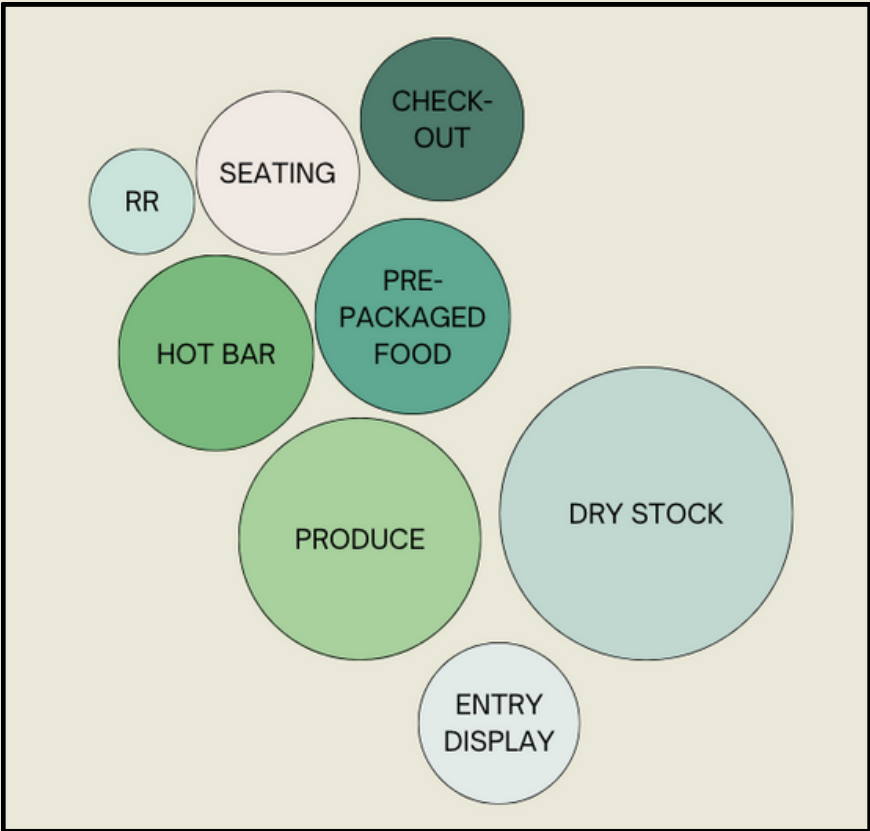 CHECK-
OUT
SEATING
RR
PRE-
PACKAGED
FOOD
HOT BAR
DRY STOCK
PRODUCE
ENTRY
DISPLAY